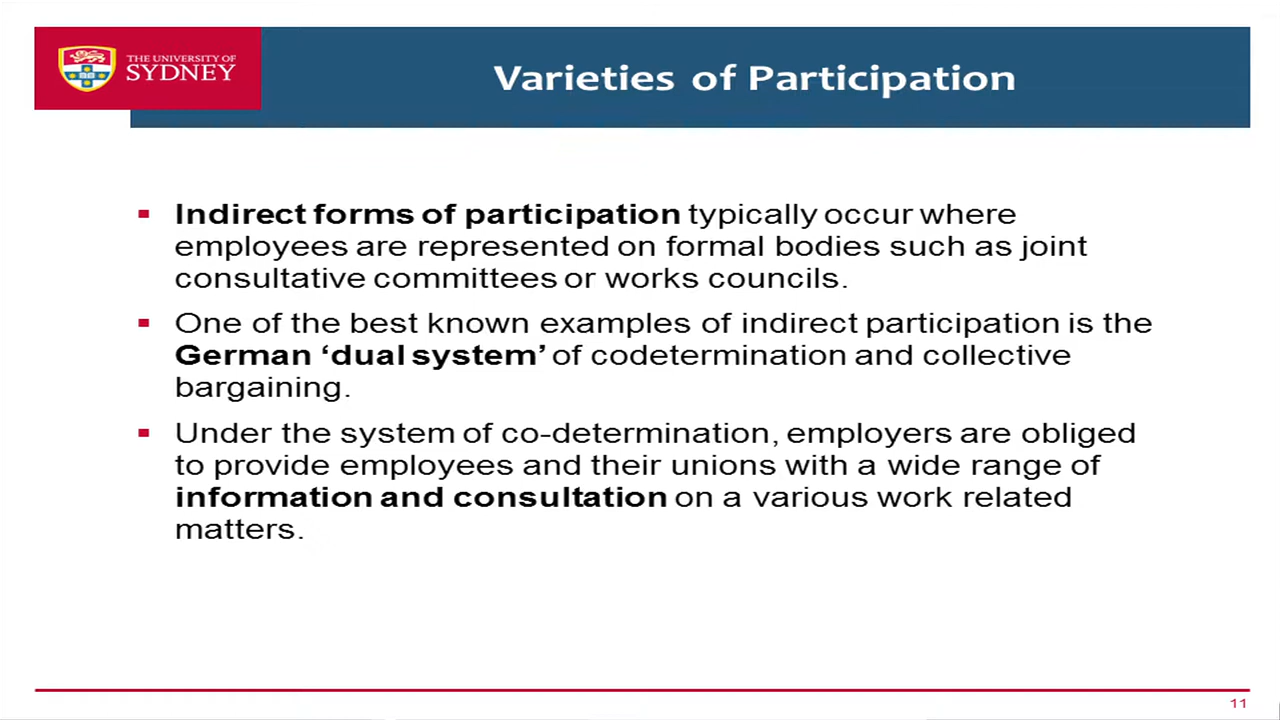 THE UNIVERSITY OF
SYDNEY
Varieties of Participation
Indirect forms of participation typically occur where
employees are represented on formal bodies such as joint
consultative committees or works councils.
One of the best known examples of indirect participation is the
German ‘dual system’ of codetermination and collective
bargaining.
Under the system of co-determination, employers are obliged
to provide employees and their unions with a wide range of
information and consultation on a various work related
matters.
11